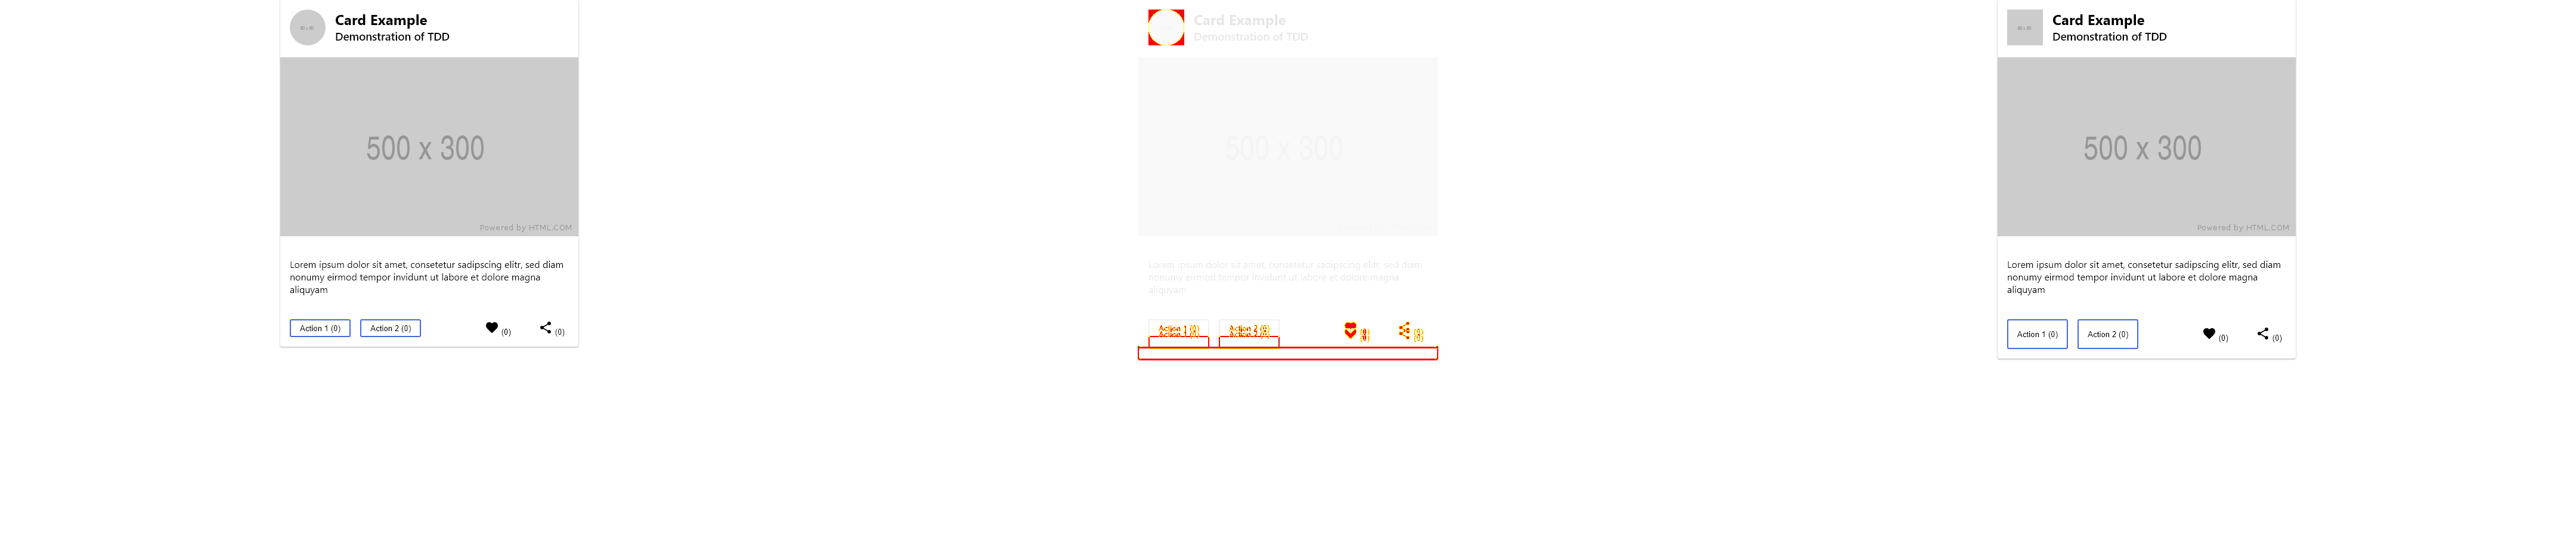 Card Example
Demonstration of TDD
500 x 300
Powered by HTML.COM
Lorem ipsum dolor sit amet, consetetur sadipscing elitr, sed diam
nonumy eirmod tempor invidunt ut labore et dolore magna
aliquyam
Action 1 (0)
Action 2 (0)
(0)
(0)
Card Example
Demonstration of TDD
500 x 300
Lorem ipsum dolor sit amet, consetetur sadipscing elitr, sed diam
nonumy eirmod tempor invidunt ut labore et dolore magna
aliquyam
Action 1 (0)
Action 2 (0)
(0)
(0)
Card Example
Demonstration of TDD
500 x 300
Powered by HTML.COM
Lorem ipsum dolor sit amet, consetetur sadipscing elitr, sed diam
nonumy eirmod tempor invidunt ut labore et dolore magna
aliquyam
Action 1 (0)
Action 2 (0)
(0)
(0)